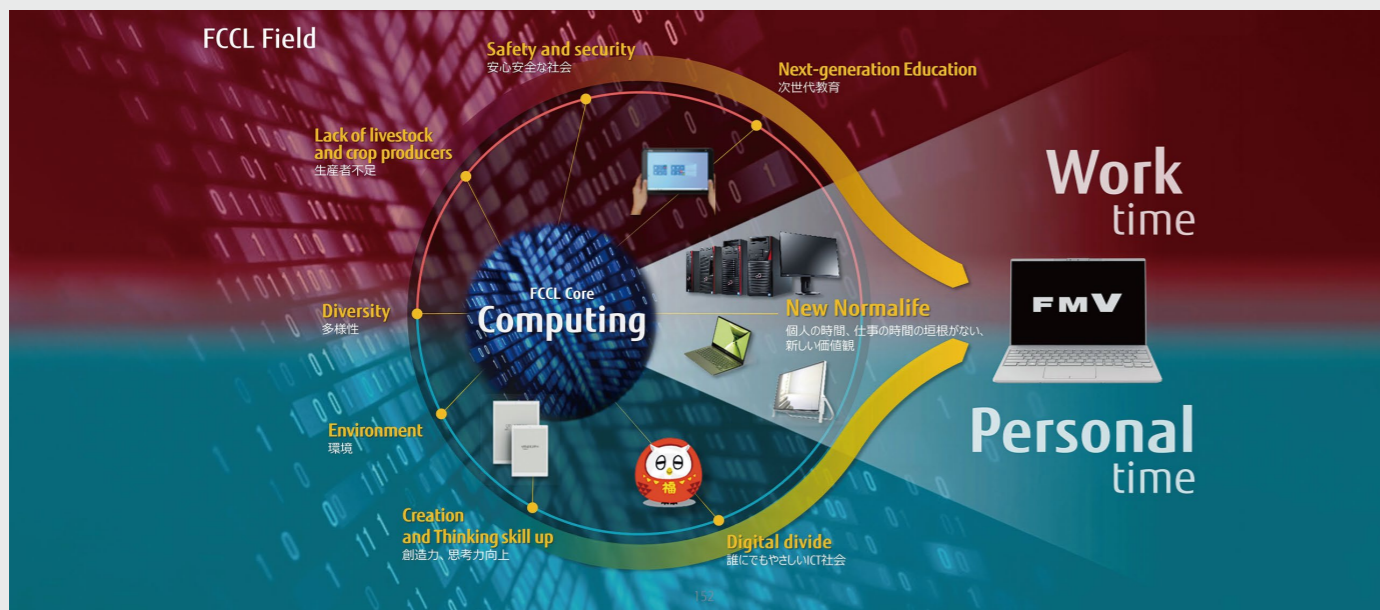 FCCL Field
Safety and security
安心安全な社会
Next-generation Education
次世代教育
Lack of livestock
and crop producers
生産者不足
Work
time
FCCL Core
Computing
Diversity
多様性
New Normalife
個人の時間、仕事の時間の垣根がない、
新しい価値観
FMV
Personal
time
Environment
環境
福
Creation
and Thinking skill up
創造力、思考力向上
Digital divide
誰にでもやさしいICT社会
152